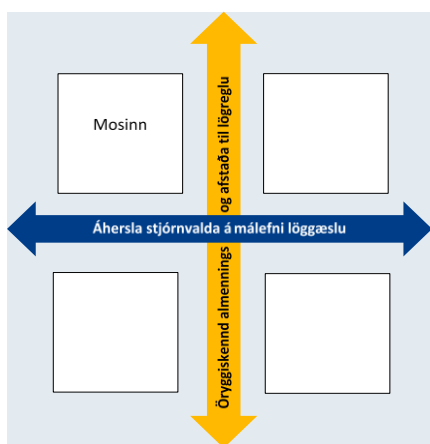 Mosinn
Áhersla stjórnvalda á málefni löggæslu
Öryggiskennd almennings og afstaða til lögreglu